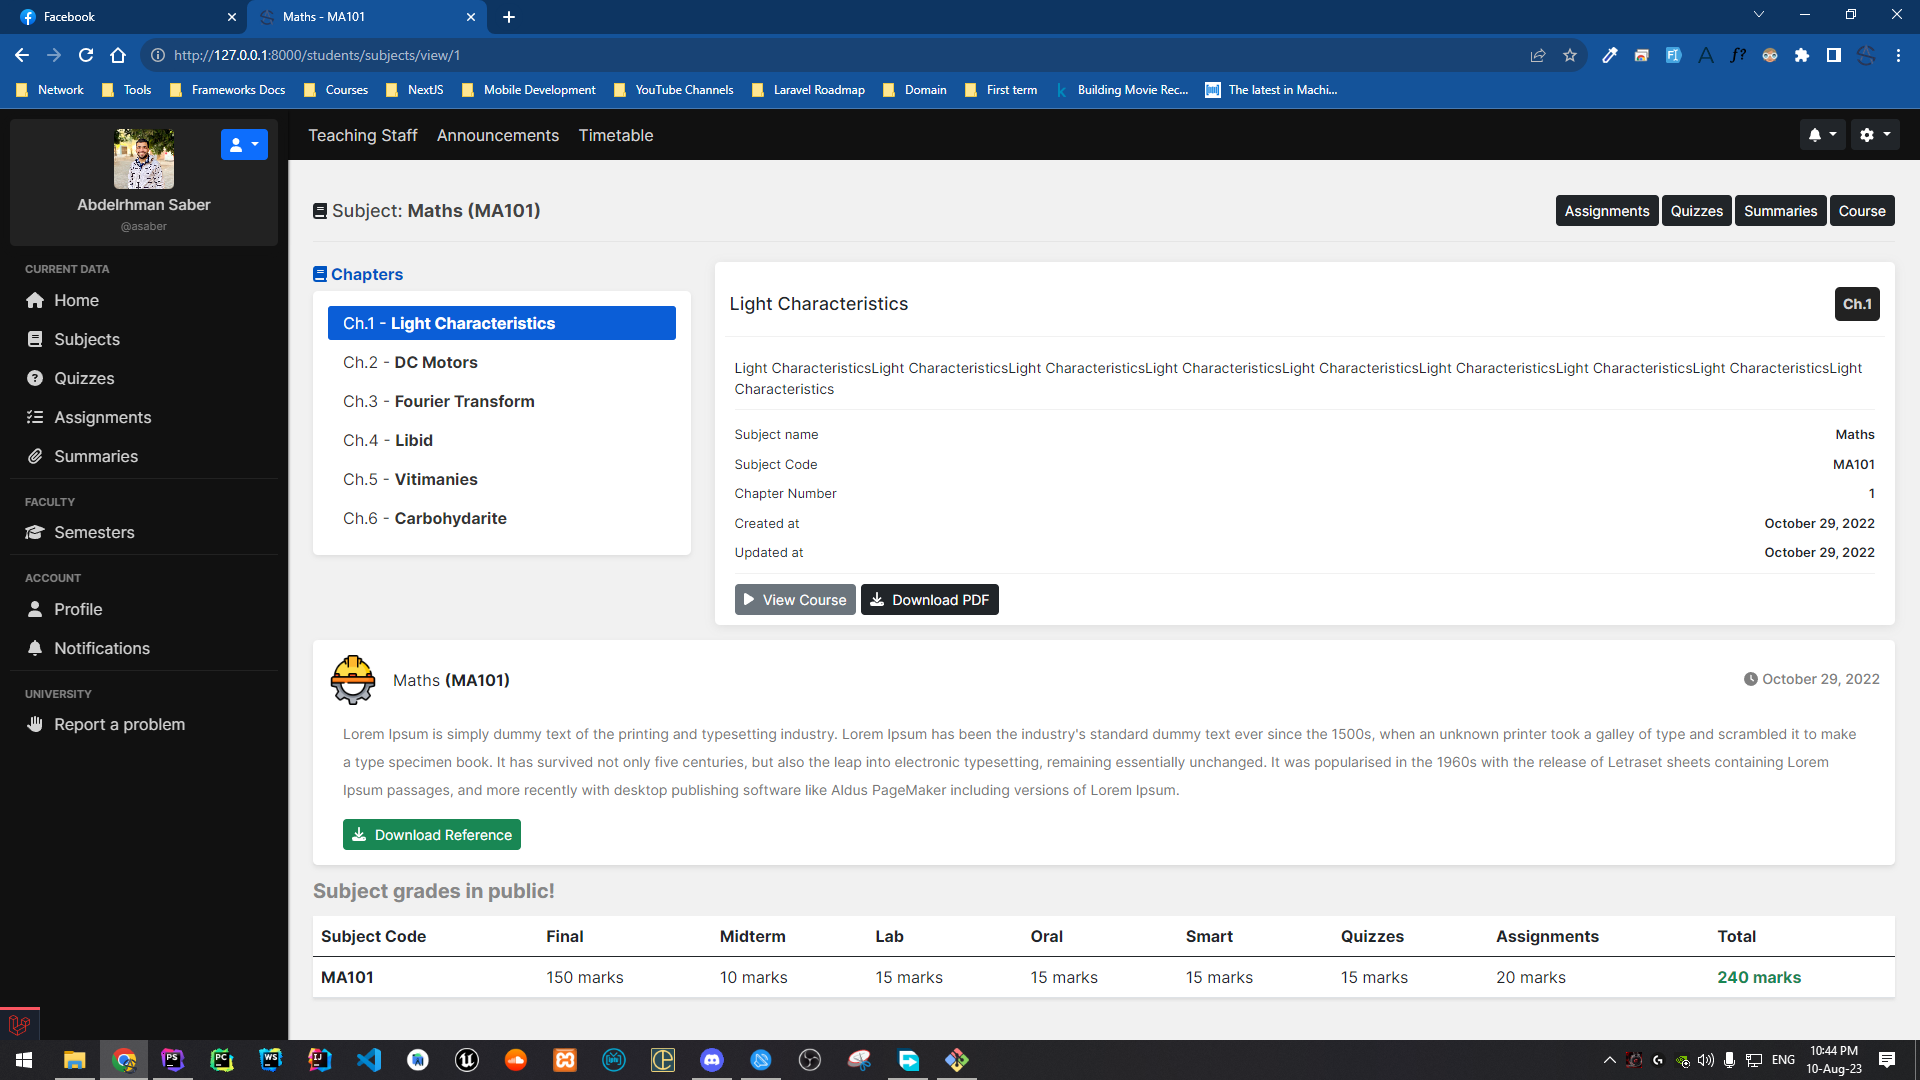 Facebook
Maths - MA101
http://127.0.0.1:8000/students/subjects/view/1
Network Tools Frameworks Docs Courses NextJS Mobile Development YouTube Channels Laravel Roadmap Domain First term Building Movie Rec... The latest in Machi...
Abdelrhman Saber
@asaber
CURRENT DATA
Home
Subjects
Quizzes
Assignments
Summaries
FACULTY
Semesters
ACCOUNT
Profile
Notifications
UNIVERSITY
Report a problem
Teaching Staff Announcements Timetable
Subject: Maths (MA101)
Assignments Quizzes Summaries Course
Chapters
Ch.1 - Light Characteristics
Ch.2 - DC Motors
Ch.3 - Fourier Transform
Ch.4 - Libid
Ch.5 - Vitimanies
Ch.6 - Carbohydarite
Light Characteristics
Ch.1
Light CharacteristicsLight CharacteristicsLight CharacteristicsLight CharacteristicsLight CharacteristicsLight CharacteristicsLight CharacteristicsLight CharacteristicsLight
Characteristics
Subject name Maths
Subject Code MA101
Chapter Number 1
Created at October 29, 2022
Updated at October 29, 2022
View Course Download PDF
Maths (MA101)
October 29, 2022
Lorem Ipsum is simply dummy text of the printing and typesetting industry. Lorem Ipsum has been the industry's standard dummy text ever since the 1500s, when an unknown printer took a galley of type and scrambled it to make
a type specimen book. It has survived not only five centuries, but also the leap into electronic typesetting, remaining essentially unchanged. It was popularised in the 1960s with the release of Letraset sheets containing Lorem
Ipsum passages, and more recently with desktop publishing software like Aldus PageMaker including versions of Lorem Ipsum.
Download Reference
Subject grades in public!
Subject Code Final Midterm Lab Oral Smart Quizzes Assignments Total
MA101 150 marks 10 marks 15 marks 15 marks 15 marks 15 marks 20 marks 240 marks
PS PC WS IJ
ENG
10:44 PM
10-Aug-23